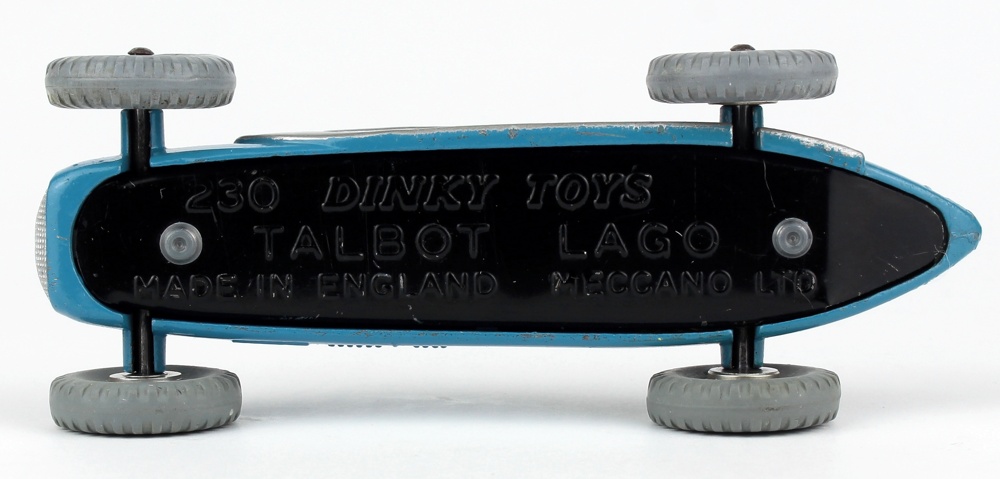 230 DINKY TOYS
TALBOT LAGO
MADE IN ENGLAND MECCANO LTD